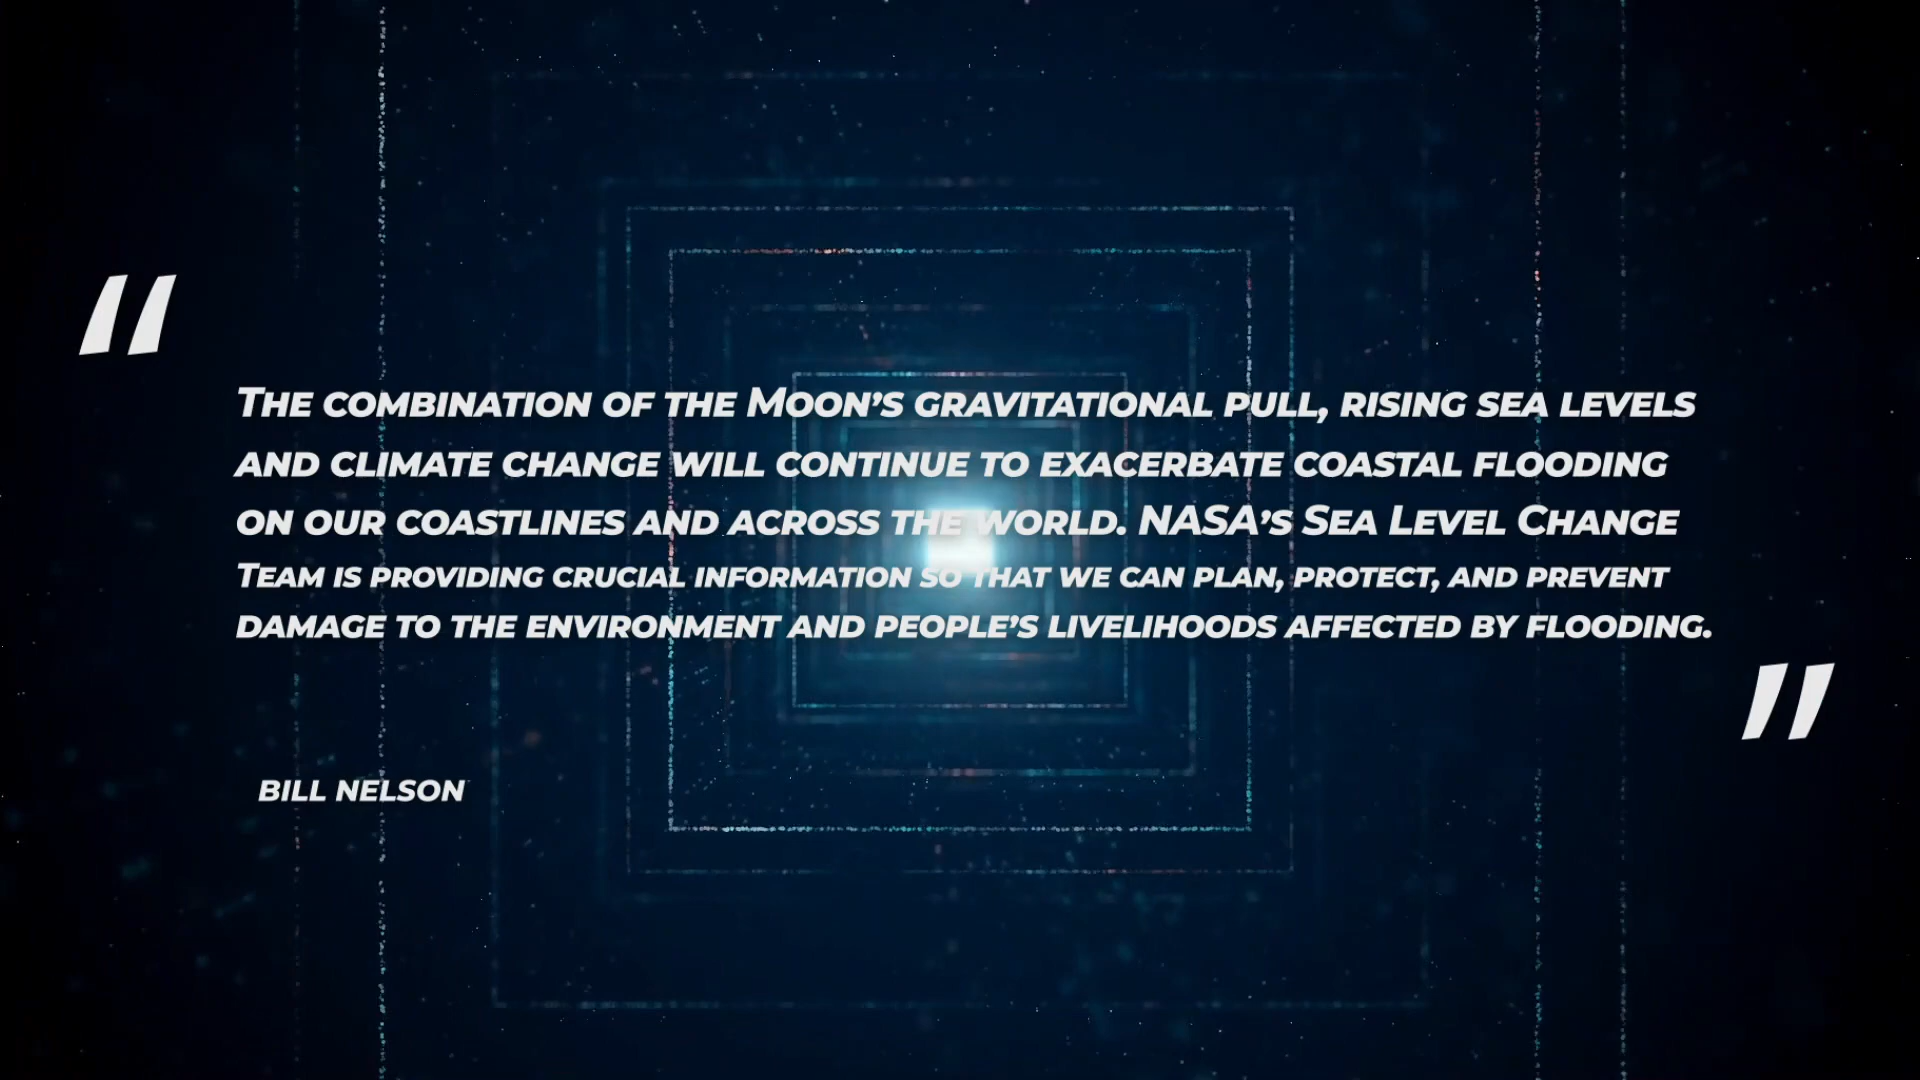 “
The combination of the Moon’s gravitational pull, rising sea levels
and climate change will continue to exacerbate coastal flooding
on our coastlines and across the world. NASA’s Sea Level Change
Team is providing crucial information so that we can plan, protect, and prevent
damage to the environment and people’s livelihoods affected by flooding.
”
BILL NELSON